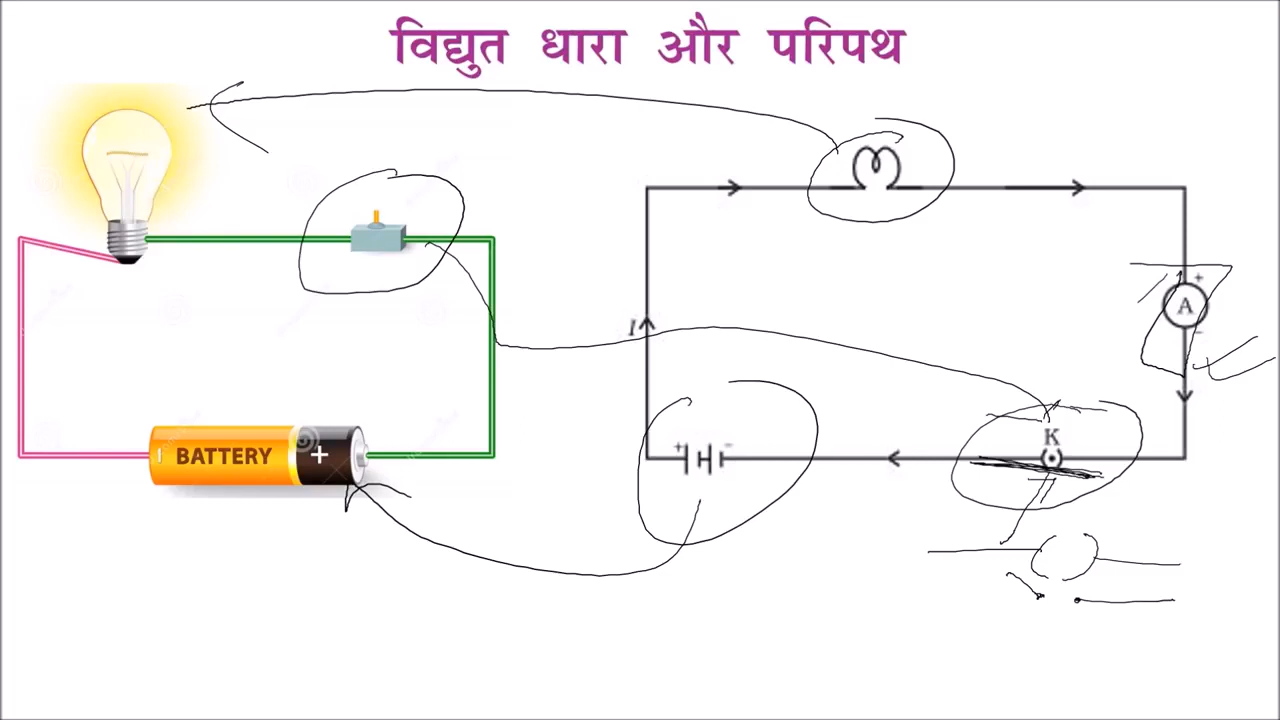 विद्युत धारा और परिपथ
+
A
-
I
K
+ -
BATTERY +